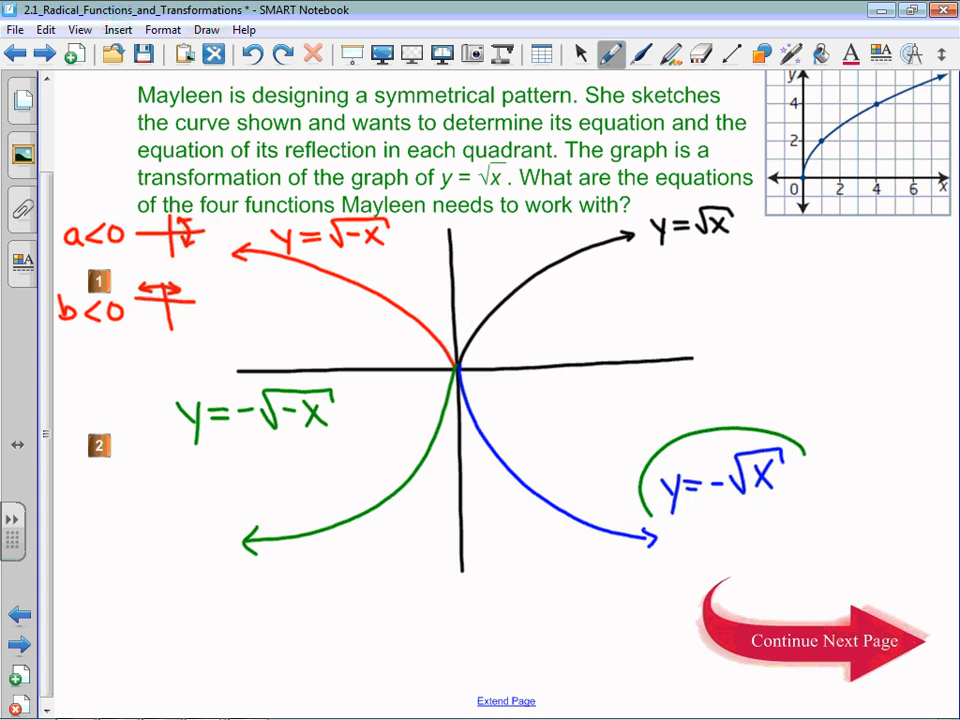 2.1_Radical_Functions_and_Transformations * - SMART Notebook
File Edit View Insert Format Draw Help
Mayleen is designing a symmetrical pattern. She sketches
the curve shown and wants to determine its equation and the
equation of its reflection in each quadrant. The graph is a
transformation of the graph of y = √x . What are the equations
of the four functions Mayleen needs to work with?
y
4
2
0 2 4 6 x
a<0
y=√-x
y=√x
1
b<0
y=-√-x
2
y=-√x
Continue Next Page
Extend Page